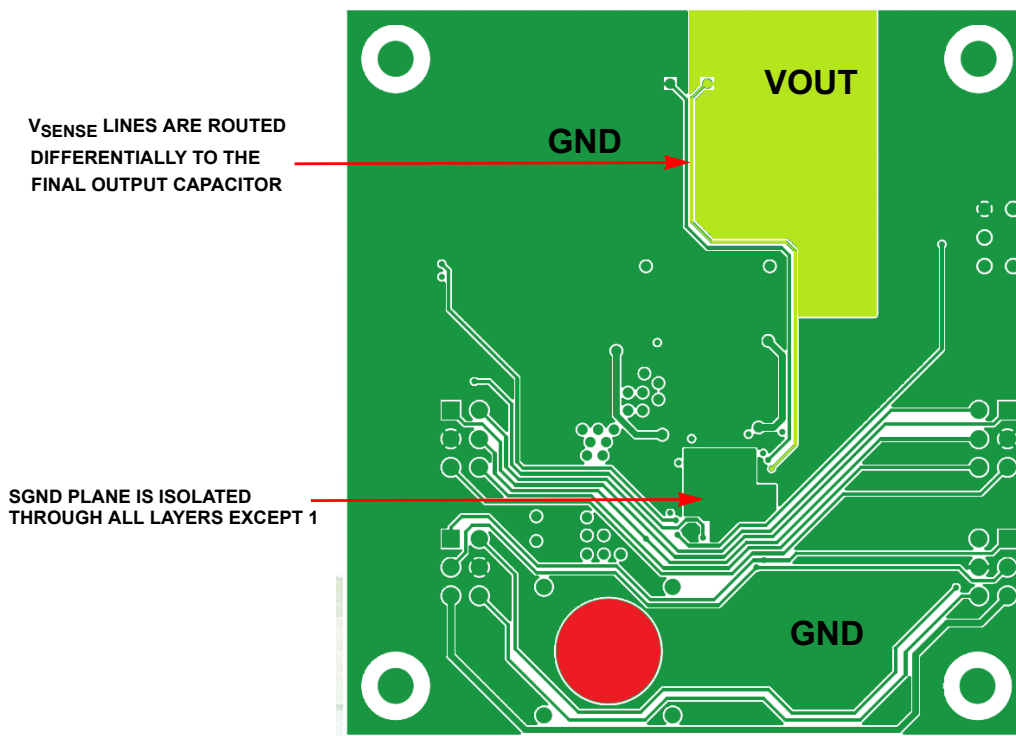 VOUT
V_SENSE LINES ARE ROUTED
DIFFERENTIALLY TO THE
FINAL OUTPUT CAPACITOR
GND
SGND PLANE IS ISOLATED
THROUGH ALL LAYERS EXCEPT 1
GND